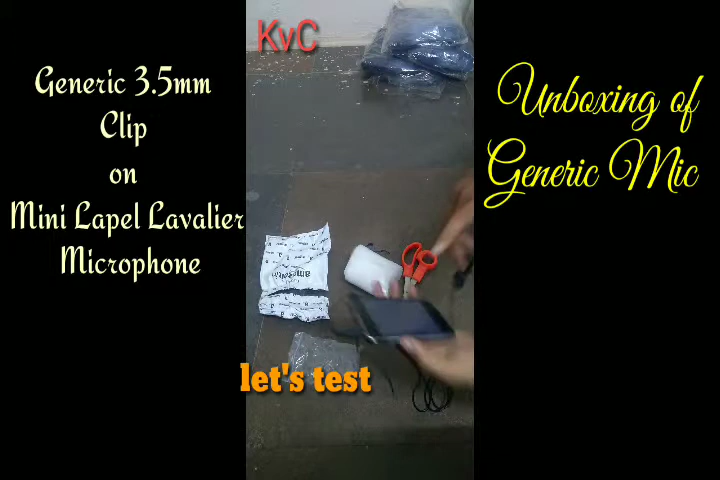 KvC
Generic 3.5mm
Clip
on
Mini Lapel Lavalier
Microphone
Unboxing of
Generic Mic
let's test